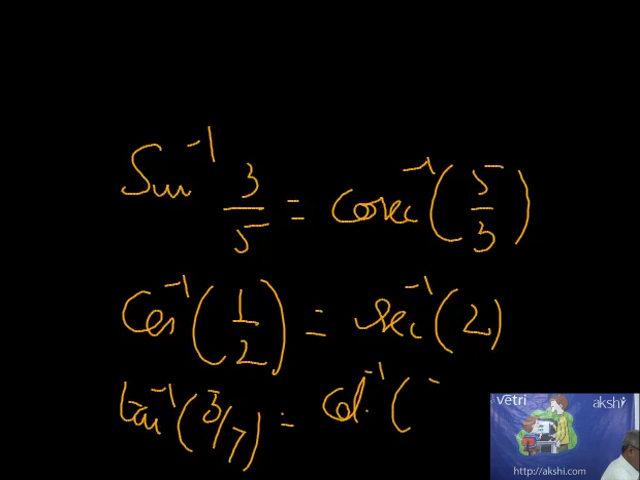 Sin⁻¹ 3/5 = cosec⁻¹ (5/3)
Cos⁻¹ (1/2) = sec⁻¹ (2)
tan⁻¹ (3/7) = cot⁻¹ (
vetri akshi
http://akshi.com